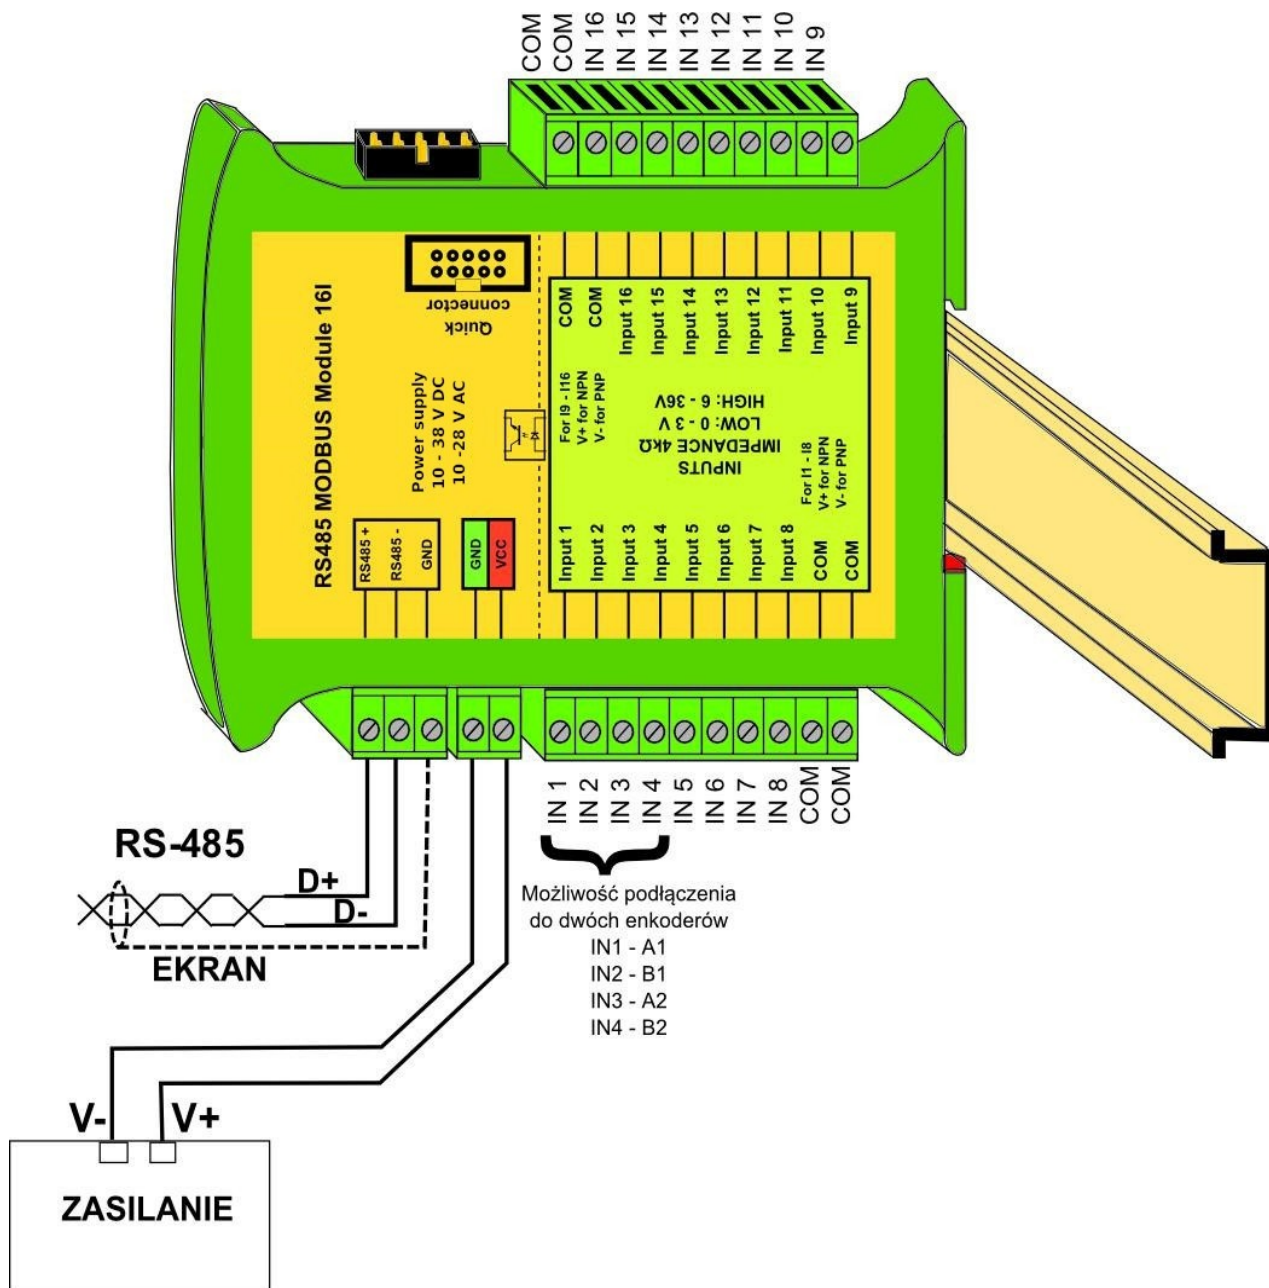 COM
COM
IN 16
IN 15
IN 14
IN 13
IN 12
IN 11
IN 10
IN 9
RS485 MODBUS Module 16I
Quick
connector
Power supply
10 - 38 V DC
10 -28 V AC
RS485 +
RS485 -
GND
GND
VCC
COM
COM
Input 16
Input 15
Input 14
Input 13
Input 12
Input 11
Input 10
Input 9
For I9 - I16
V+ for NPN
V- for PNP
INPUTS
IMPEDANCE 4kΩ
LOW: 0 - 3 V
HIGH: 6 - 36V
For I1 - I8
V+ for NPN
V- for PNP
Input 1
Input 2
Input 3
Input 4
Input 5
Input 6
Input 7
Input 8
COM
COM
IN 1
IN 2
IN 3
IN 4
IN 5
IN 6
IN 7
IN 8
COM
COM
RS-485
D+
D-
EKRAN
Możliwość podłączenia
do dwóch enkoderów
IN1 - A1
IN2 - B1
IN3 - A2
IN4 - B2
V-
V+
ZASILANIE